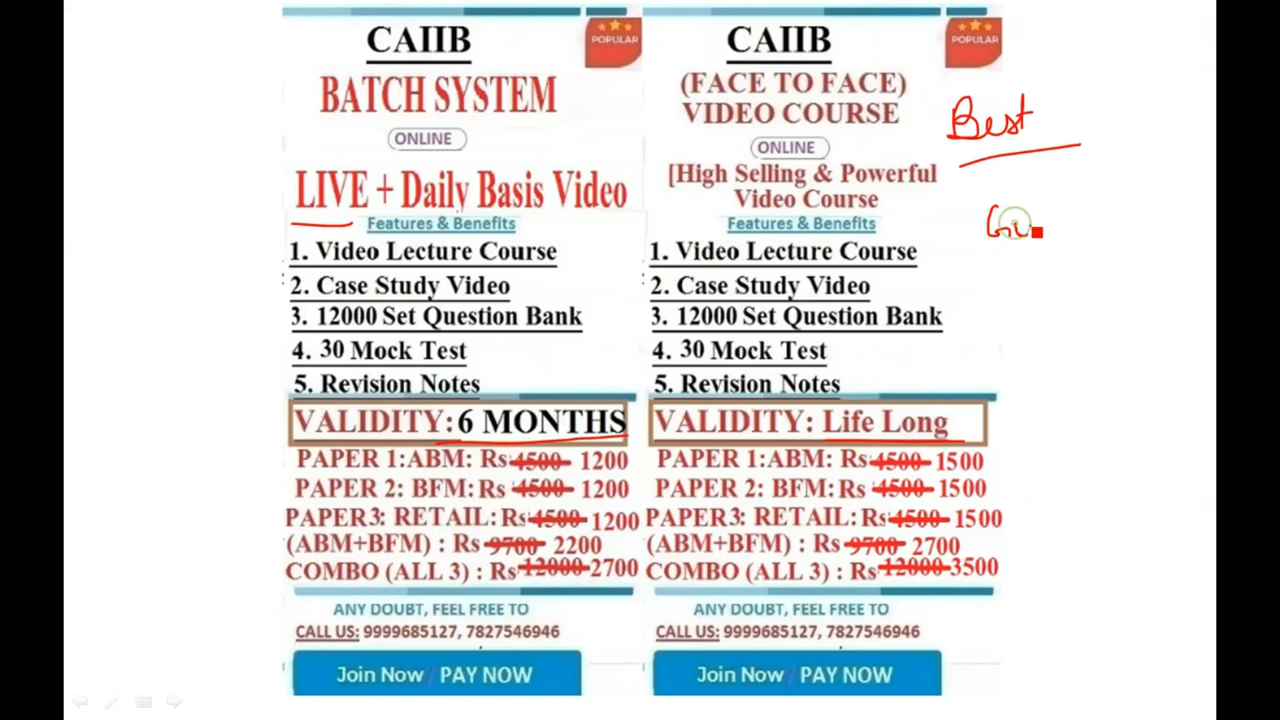 CAIIB
POPULAR
BATCH SYSTEM
ONLINE
LIVE + Daily Basis Video
Features & Benefits
1. Video Lecture Course
2. Case Study Video
3. 12000 Set Question Bank
4. 30 Mock Test
5. Revision Notes
VALIDITY: 6 MONTHS
PAPER 1:ABM: Rs 4500 1200
PAPER 2: BFM: Rs 4500 1200
PAPER3: RETAIL: Rs 4500 1200
(ABM+BFM) : Rs 9700 2200
COMBO (ALL 3) : Rs 12000 2700
ANY DOUBT, FEEL FREE TO
CALL US: 9999685127, 7827546946
Join Now / PAY NOW
CAIIB
POPULAR
(FACE TO FACE)
VIDEO COURSE
ONLINE
[High Selling & Powerful
Video Course
Features & Benefits
1. Video Lecture Course
2. Case Study Video
3. 12000 Set Question Bank
4. 30 Mock Test
5. Revision Notes
VALIDITY: Life Long
PAPER 1:ABM: Rs 4500 1500
PAPER 2: BFM: Rs 4500 1500
PAPER3: RETAIL: Rs 4500 1500
(ABM+BFM) : Rs 9700 2700
COMBO (ALL 3) : Rs 12000 3500
ANY DOUBT, FEEL FREE TO
CALL US: 9999685127, 7827546946
Join Now / PAY NOW
Best